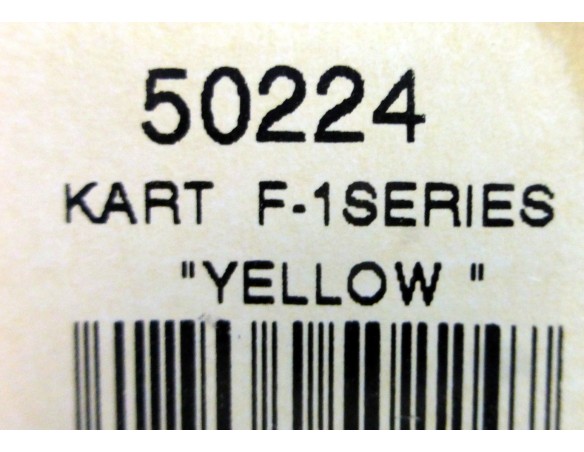 50224
KART F-1SERIES
"YELLOW "